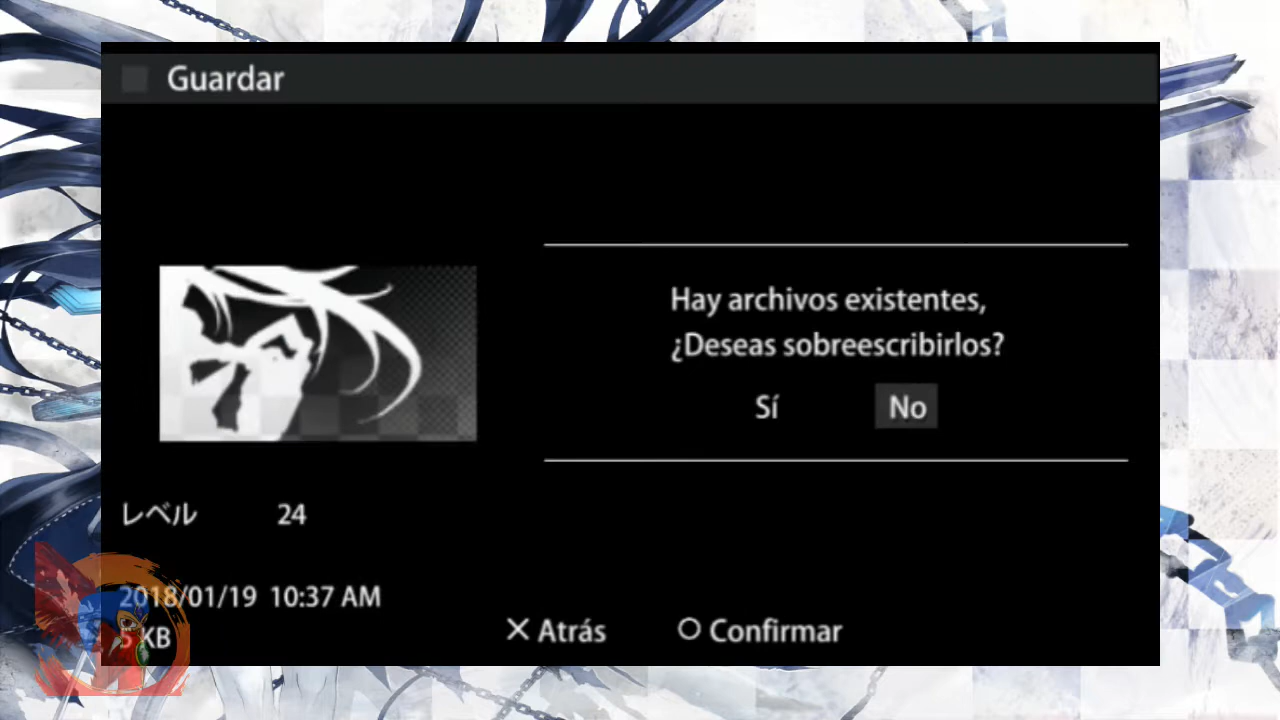 Guardar
Hay archivos existentes,
¿Deseas sobreescribirlos?
Sí No
レベル 24
2018/01/19 10:37 AM
5 KB
× Atrás ○ Confirmar